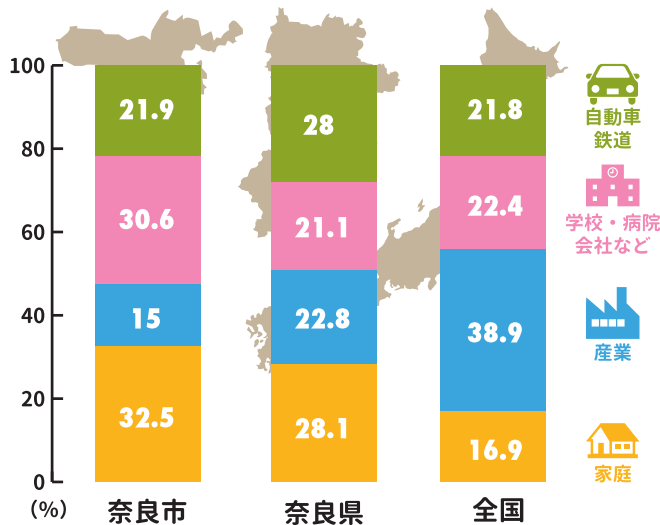 100
80
60
40
20
0
(%)
21.9
30.6
15
32.5
奈良市
28
21.1
22.8
28.1
奈良県
21.8
22.4
38.9
16.9
全国
自動車
鉄道
学校・病院
会社など
産業
家庭